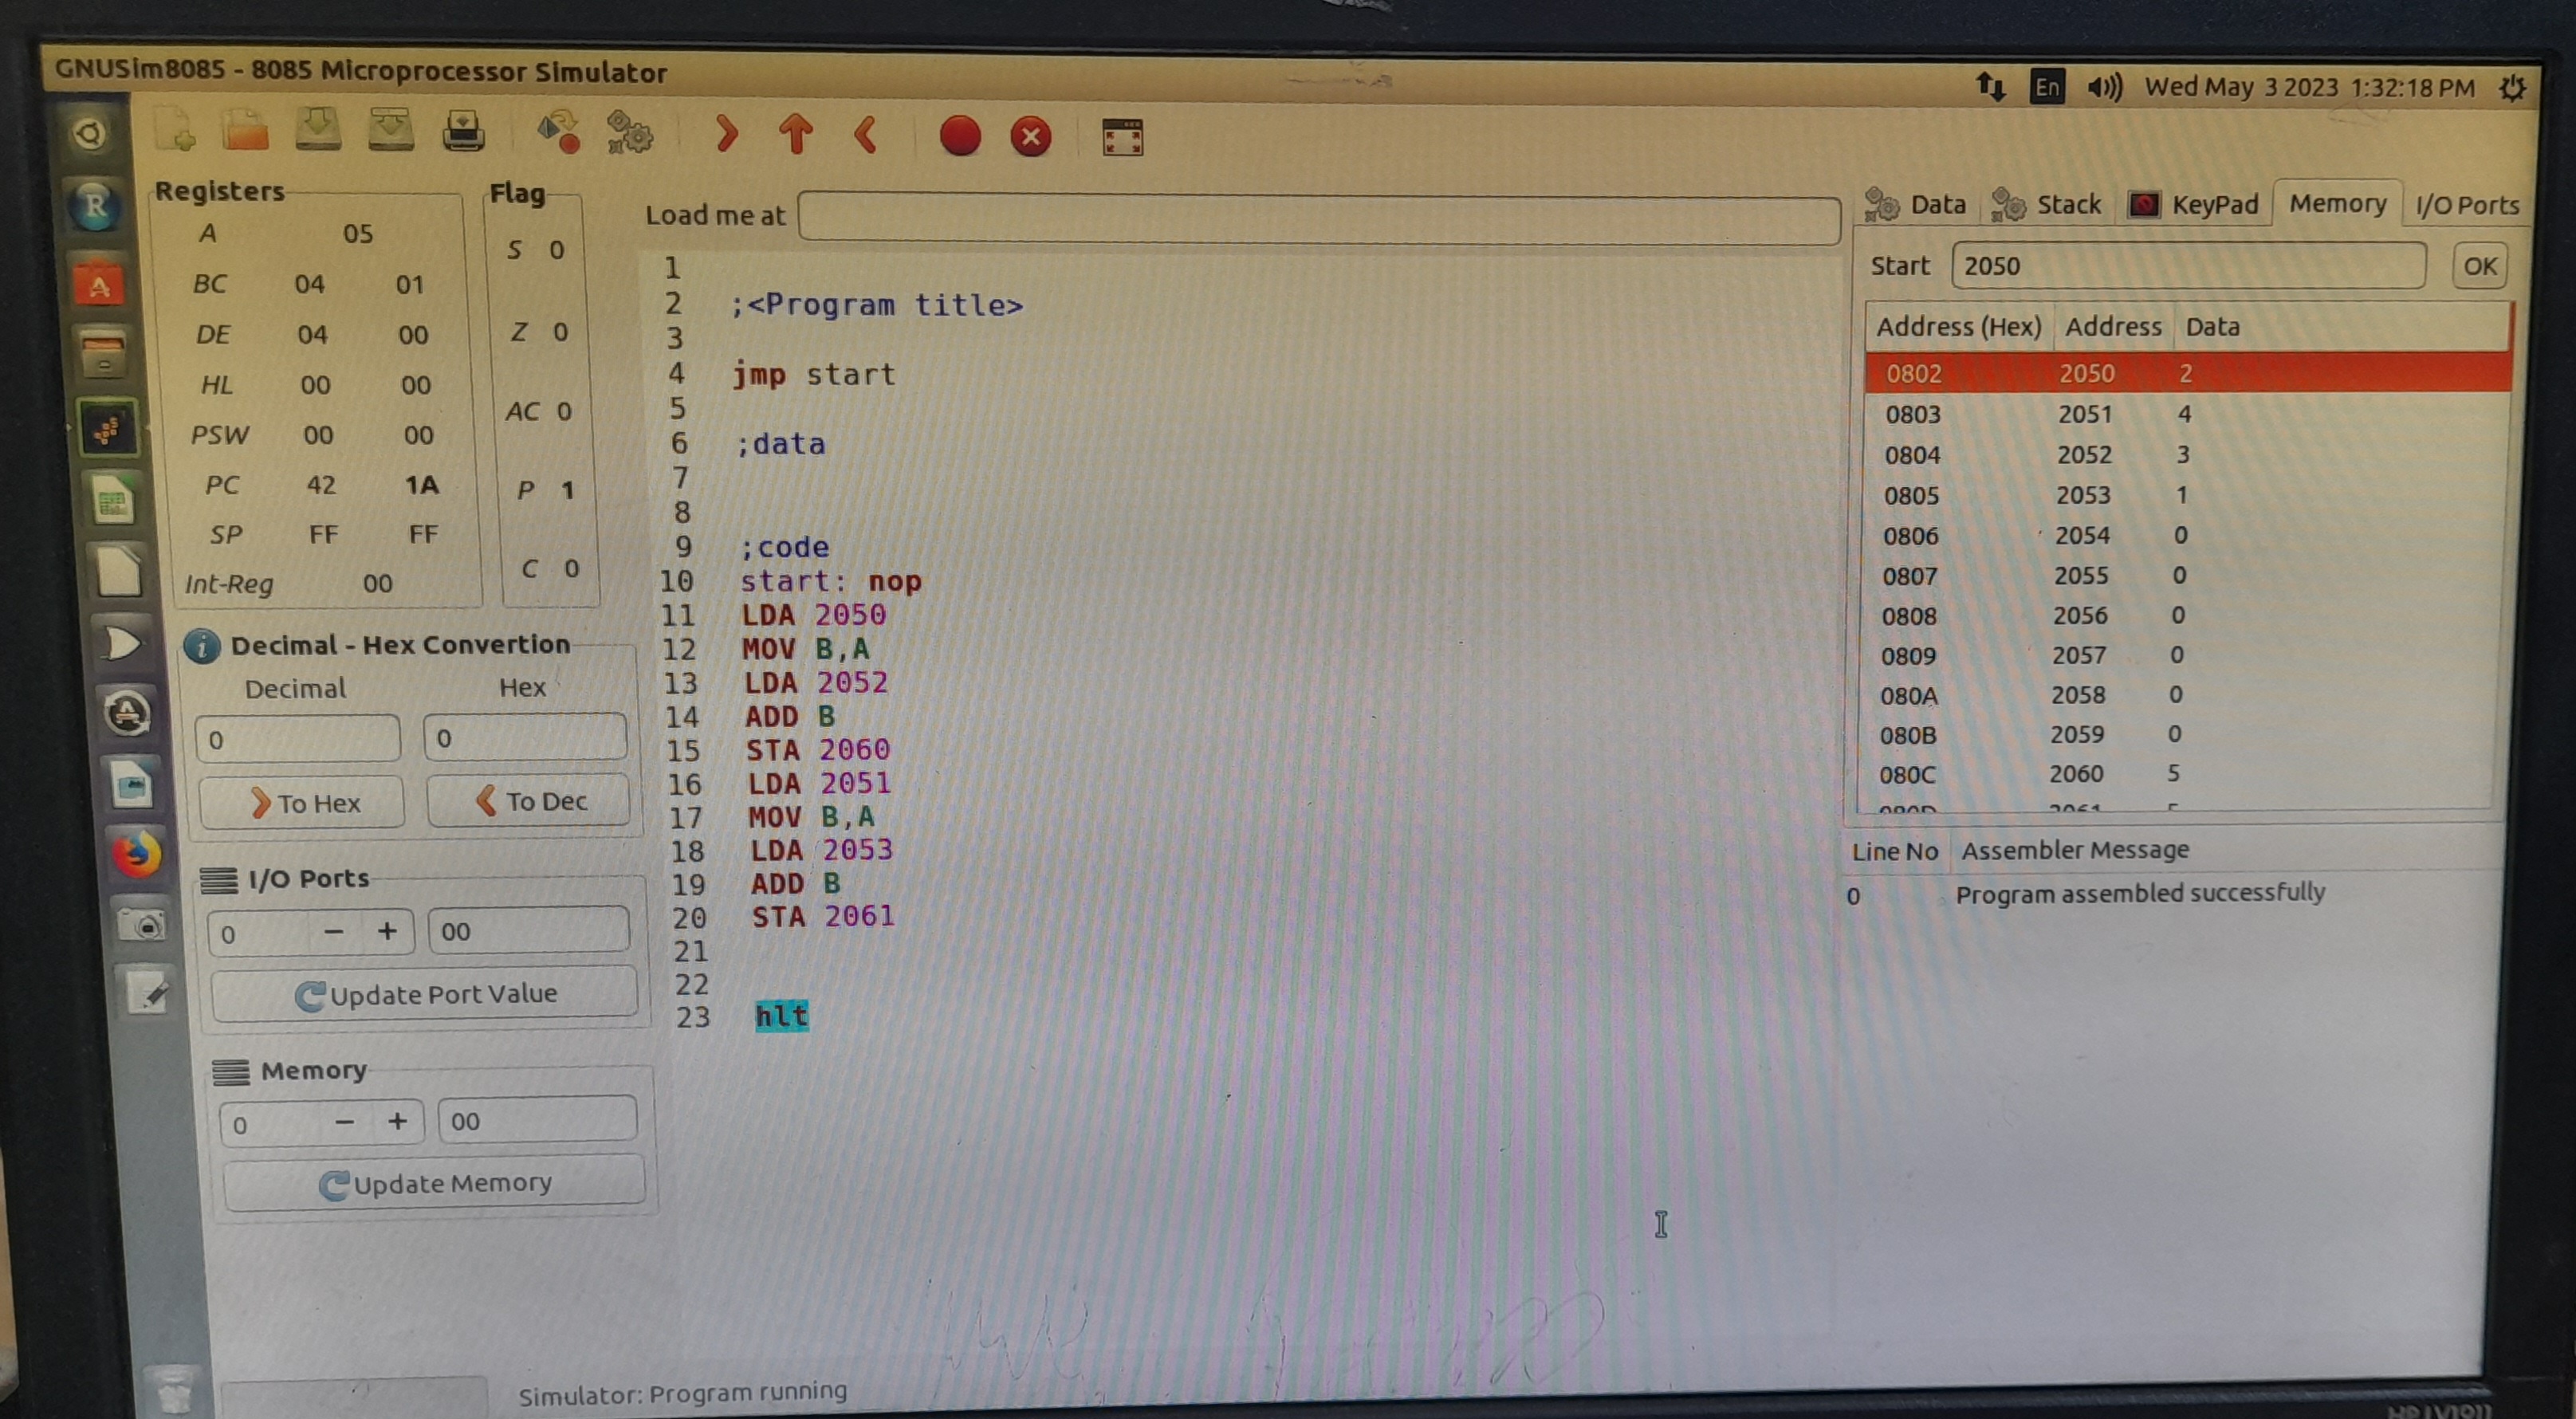 GNUSim8085 - 8085 Microprocessor Simulator
En Wed May 3 2023 1:32:18 PM
Registers
A 05
BC 04 01
DE 04 00
HL 00 00
PSW 00 00
PC 42 1A
SP FF FF
Int-Reg 00
Flag
S 0
Z 0
AC 0
P 1
C 0
Decimal - Hex Convertion
Decimal Hex
0 0
To Hex To Dec
I/O Ports
0 − + 00
Update Port Value
Memory
0 − + 00
Update Memory
Load me at
1
2 ;<Program title>
3
4 jmp start
5
6 ;data
7
8
9 ;code
10 start: nop
11 LDA 2050
12 MOV B,A
13 LDA 2052
14 ADD B
15 STA 2060
16 LDA 2051
17 MOV B,A
18 LDA 2053
19 ADD B
20 STA 2061
21
22
23 hlt
Data Stack KeyPad Memory I/O Ports
Start 2050 OK
Address (Hex) Address Data
0802 2050 2
0803 2051 4
0804 2052 3
0805 2053 1
0806 2054 0
0807 2055 0
0808 2056 0
0809 2057 0
080A 2058 0
080B 2059 0
080C 2060 5
080D 2061 5
Line No Assembler Message
0 Program assembled successfully
Simulator: Program running